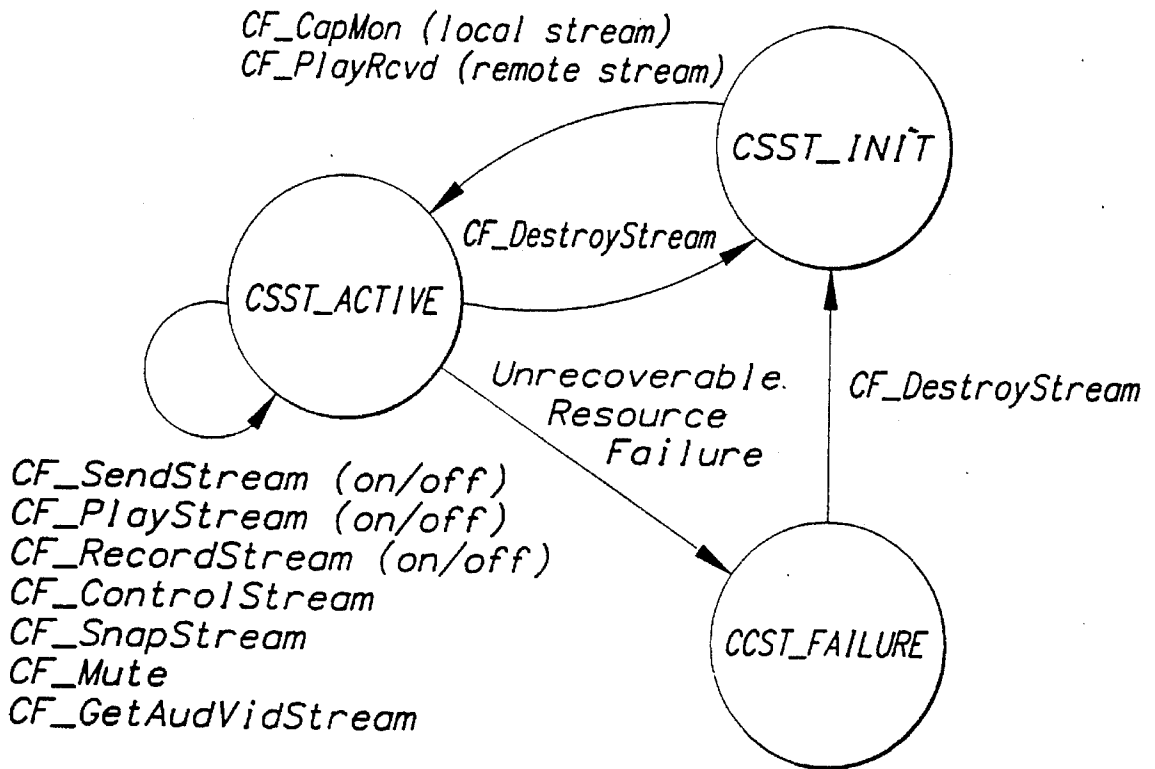 CF_CapMon (local stream)
CF_PlayRcvd (remote stream)
CSST_INIT
CF_DestroyStream
CSST_ACTIVE
Unrecoverable.
Resource
Failure
CF_DestroyStream
CF_SendStream (on/off)
CF_PlayStream (on/off)
CF_RecordStream (on/off)
CF_ControlStream
CF_SnapStream
CF_Mute
CF_GetAudVidStream
CCST_FAILURE